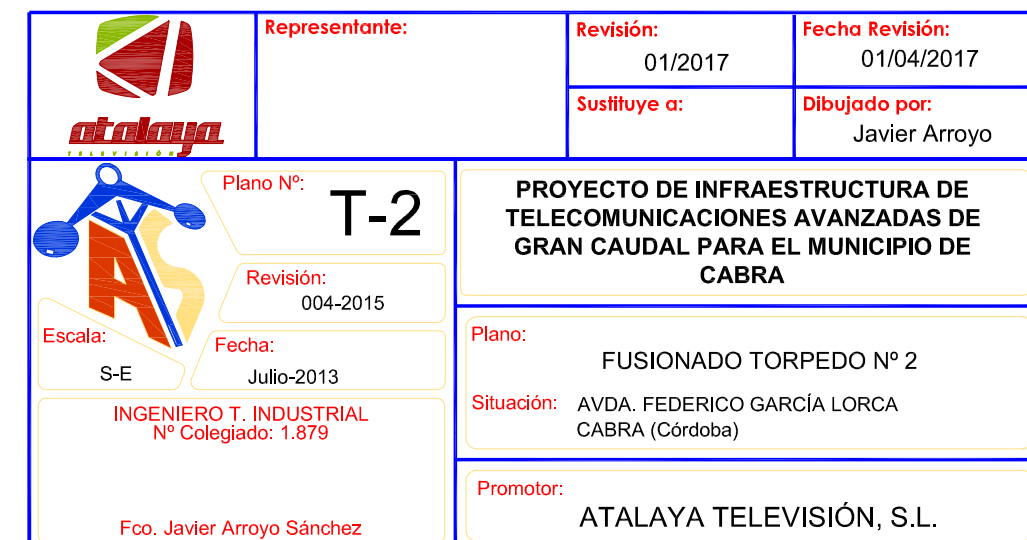 atalaya
TELEVISIÓN
Representante:
Revisión:
01/2017
Fecha Revisión:
01/04/2017
Sustituye a:
Dibujado por:
Javier Arroyo
AS
Plano Nº:
T-2
Revisión:
004-2015
Escala:
S-E
Fecha:
Julio-2013
INGENIERO T. INDUSTRIAL
Nº Colegiado: 1.879
Fco. Javier Arroyo Sánchez
PROYECTO DE INFRAESTRUCTURA DE
TELECOMUNICACIONES AVANZADAS DE
GRAN CAUDAL PARA EL MUNICIPIO DE
CABRA
Plano:
FUSIONADO TORPEDO Nº 2
Situación:
AVDA. FEDERICO GARCÍA LORCA
CABRA (Córdoba)
Promotor:
ATALAYA TELEVISIÓN, S.L.